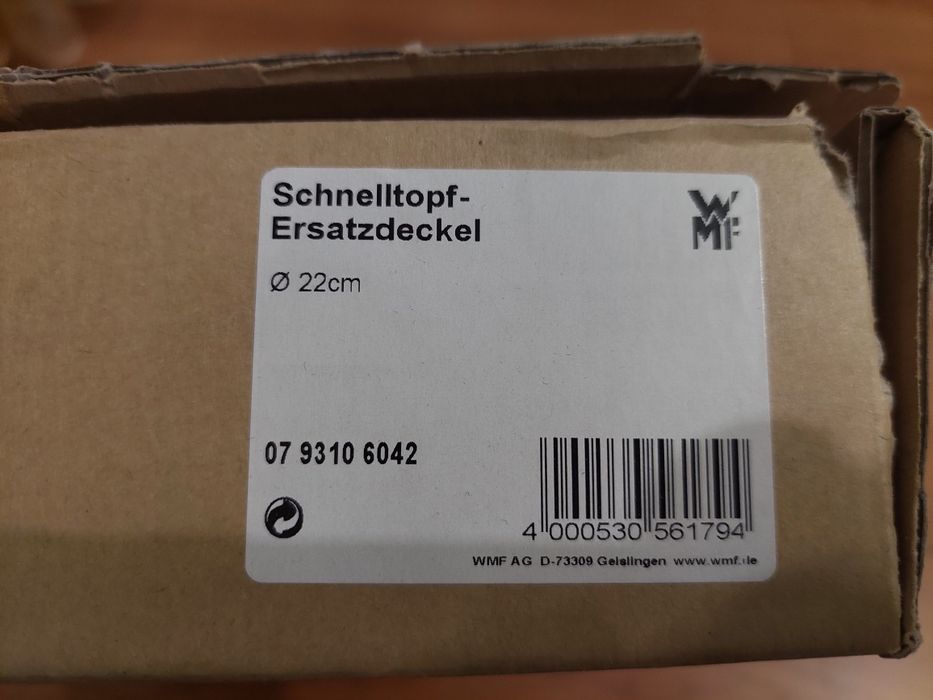 Schnelltopf-
Ersatzdeckel
WMF
Ø 22cm
07 9310 6042
4 000530 561794
WMF AG D-73309 Geislingen www.wmf.de